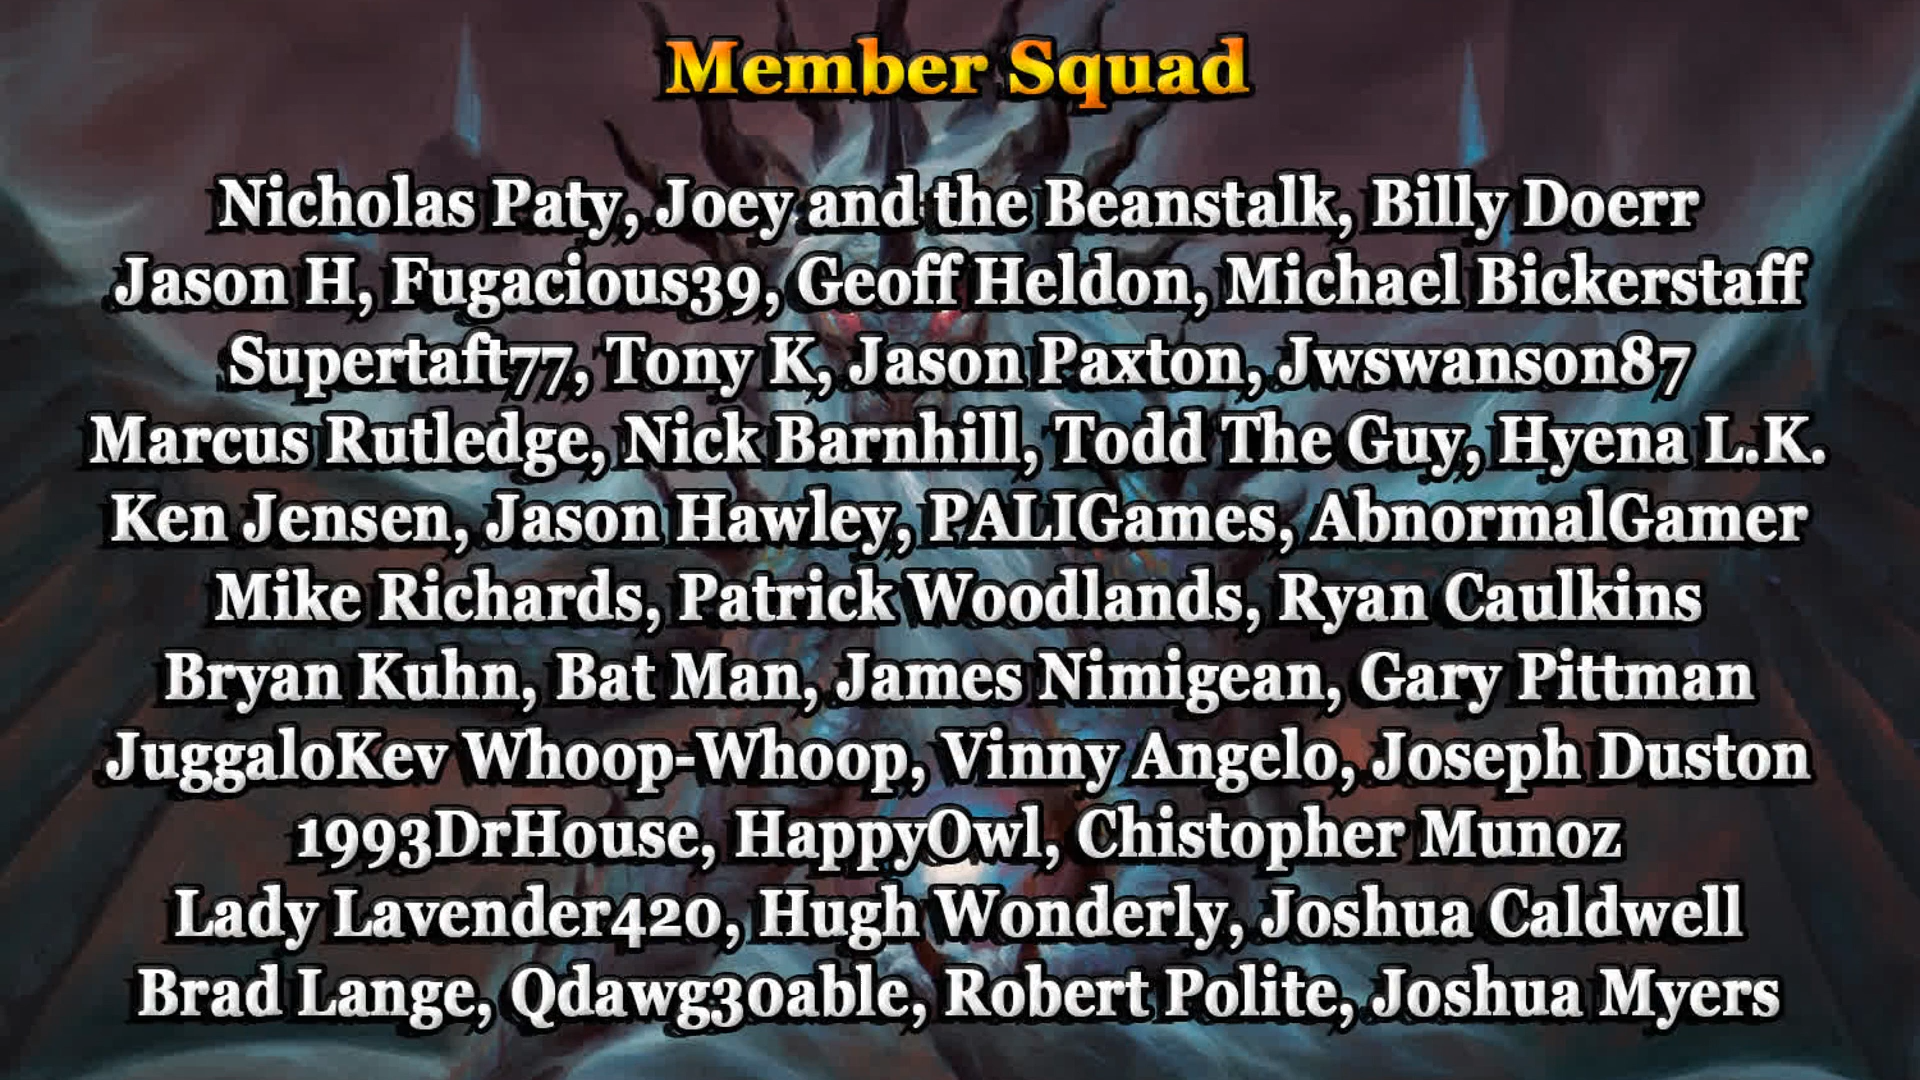 Member Squad
Nicholas Paty, Joey and the Beanstalk, Billy Doerr
Jason H, Fugacious39, Geoff Heldon, Michael Bickerstaff
Supertaft77, Tony K, Jason Paxton, Jwswanson87
Marcus Rutledge, Nick Barnhill, Todd The Guy, Hyena L.K.
Ken Jensen, Jason Hawley, PALIGames, AbnormalGamer
Mike Richards, Patrick Woodlands, Ryan Caulkins
Bryan Kuhn, Bat Man, James Nimigean, Gary Pittman
JuggaloKev Whoop-Whoop, Vinny Angelo, Joseph Duston
1993DrHouse, HappyOwl, Chistopher Munoz
Lady Lavender420, Hugh Wonderly, Joshua Caldwell
Brad Lange, Qdawg30able, Robert Polite, Joshua Myers